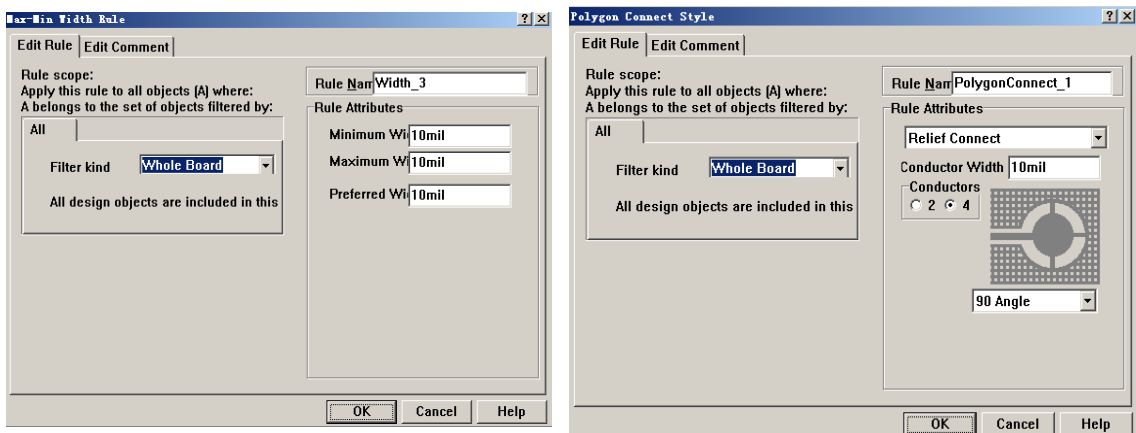 Max-Min Width Rule
Edit Rule
Edit Comment
Rule scope:
Apply this rule to all objects (A) where:
A belongs to the set of objects filtered by:
All
Filter kind
Whole Board
All design objects are included in this
Rule Nam
Width_3
Rule Attributes
Minimum Wi
10mil
Maximum Wi
10mil
Preferred Wi
10mil
OK
Cancel
Help
Polygon Connect Style
Edit Rule
Edit Comment
Rule scope:
Apply this rule to all objects (A) where:
A belongs to the set of objects filtered by:
All
Filter kind
Whole Board
All design objects are included in this
Rule Nam
PolygonConnect_1
Rule Attributes
Relief Connect
Conductor Width
10mil
Conductors
2
4
90 Angle
OK
Cancel
Help